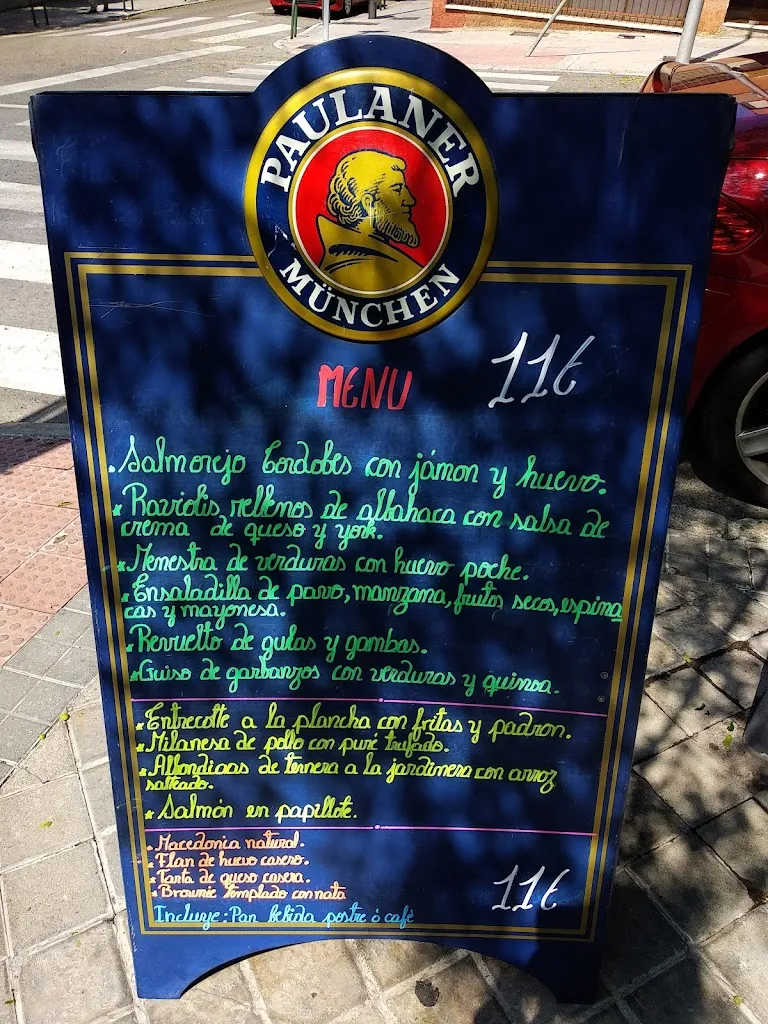 PAULANER
MÜNCHEN
MENU 11€
. Salmorejo Cordobes con jámon y huevo.
* Raviolis rellenos de albahaca con salsa de
crema de queso y york.
* Menestra de verduras con huevo poche.
* Ensaladilla de pavo, manzana, frutos secos, espina
cas y mayonesa.
* Revuelto de gulas y gambas.
* Guiso de garbanzos con verduras y quinoa.
* Entrecotte a la plancha con fritas y padron.
* Milanesa de pollo con puré trufado.
* Albondigas de ternera a la jardinera con arroz
salteado.
* Salmón en papillote.
* Macedonia natural.
* Flan de huevo casero.
* Tarta de queso casera.
* Brownie templado con nata
11€
Incluye: Pan bebida postre ó café